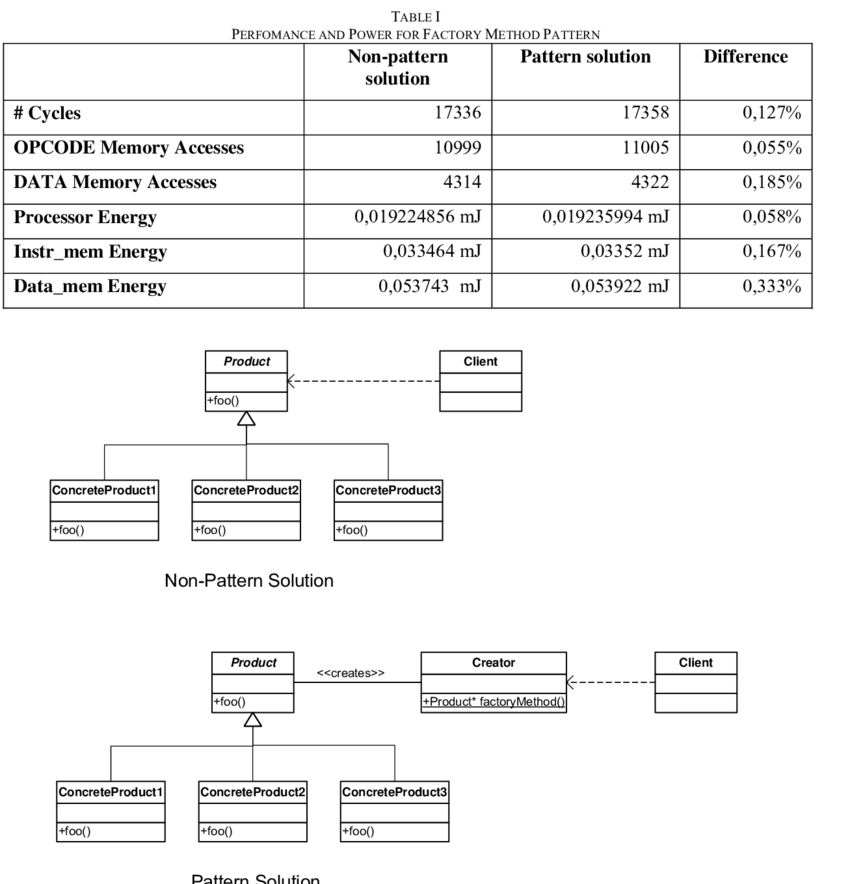 TABLE I
PERFOMANCE AND POWER FOR FACTORY METHOD PATTERN
Non-pattern solution Pattern solution Difference
# Cycles 17336 17358 0,127%
OPCODE Memory Accesses 10999 11005 0,055%
DATA Memory Accesses 4314 4322 0,185%
Processor Energy 0,019224856 mJ 0,019235994 mJ 0,058%
Instr_mem Energy 0,033464 mJ 0,03352 mJ 0,167%
Data_mem Energy 0,053743 mJ 0,053922 mJ 0,333%
Product Client
+foo()
ConcreteProduct1 ConcreteProduct2 ConcreteProduct3
+foo() +foo() +foo()
Non-Pattern Solution
Product <<creates>> Creator Client
+foo() +Product* factoryMethod()
ConcreteProduct1 ConcreteProduct2 ConcreteProduct3
+foo() +foo() +foo()
Pattern Solution